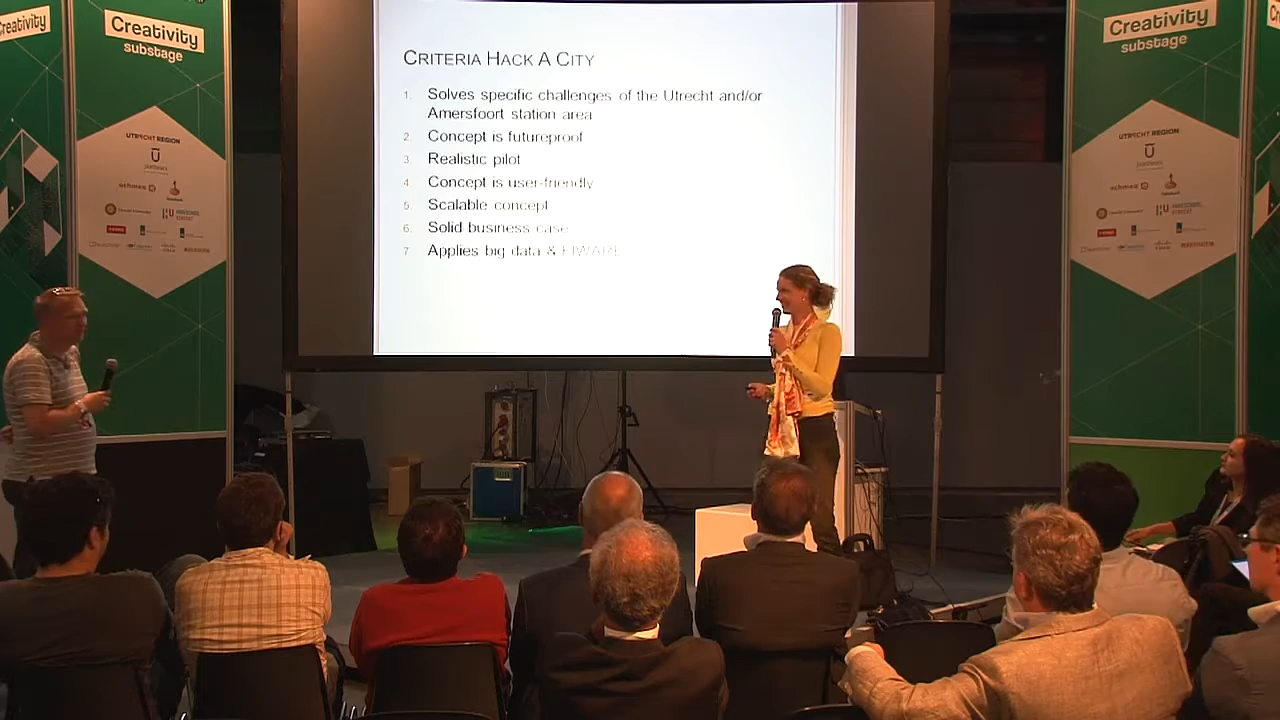 Creativity
Creativity
substage
UTRECHT REGION
CRITERIA HACK A CITY
1. Solves specific challenges of the Utrecht and/or
Amersfoort station area
2. Concept is futureproof
3. Realistic pilot
4. Concept is user-friendly
5. Scalable concept
6. Solid business case
7. Applies big data & FIWARE
Creativity
substage
UTRECHT REGION